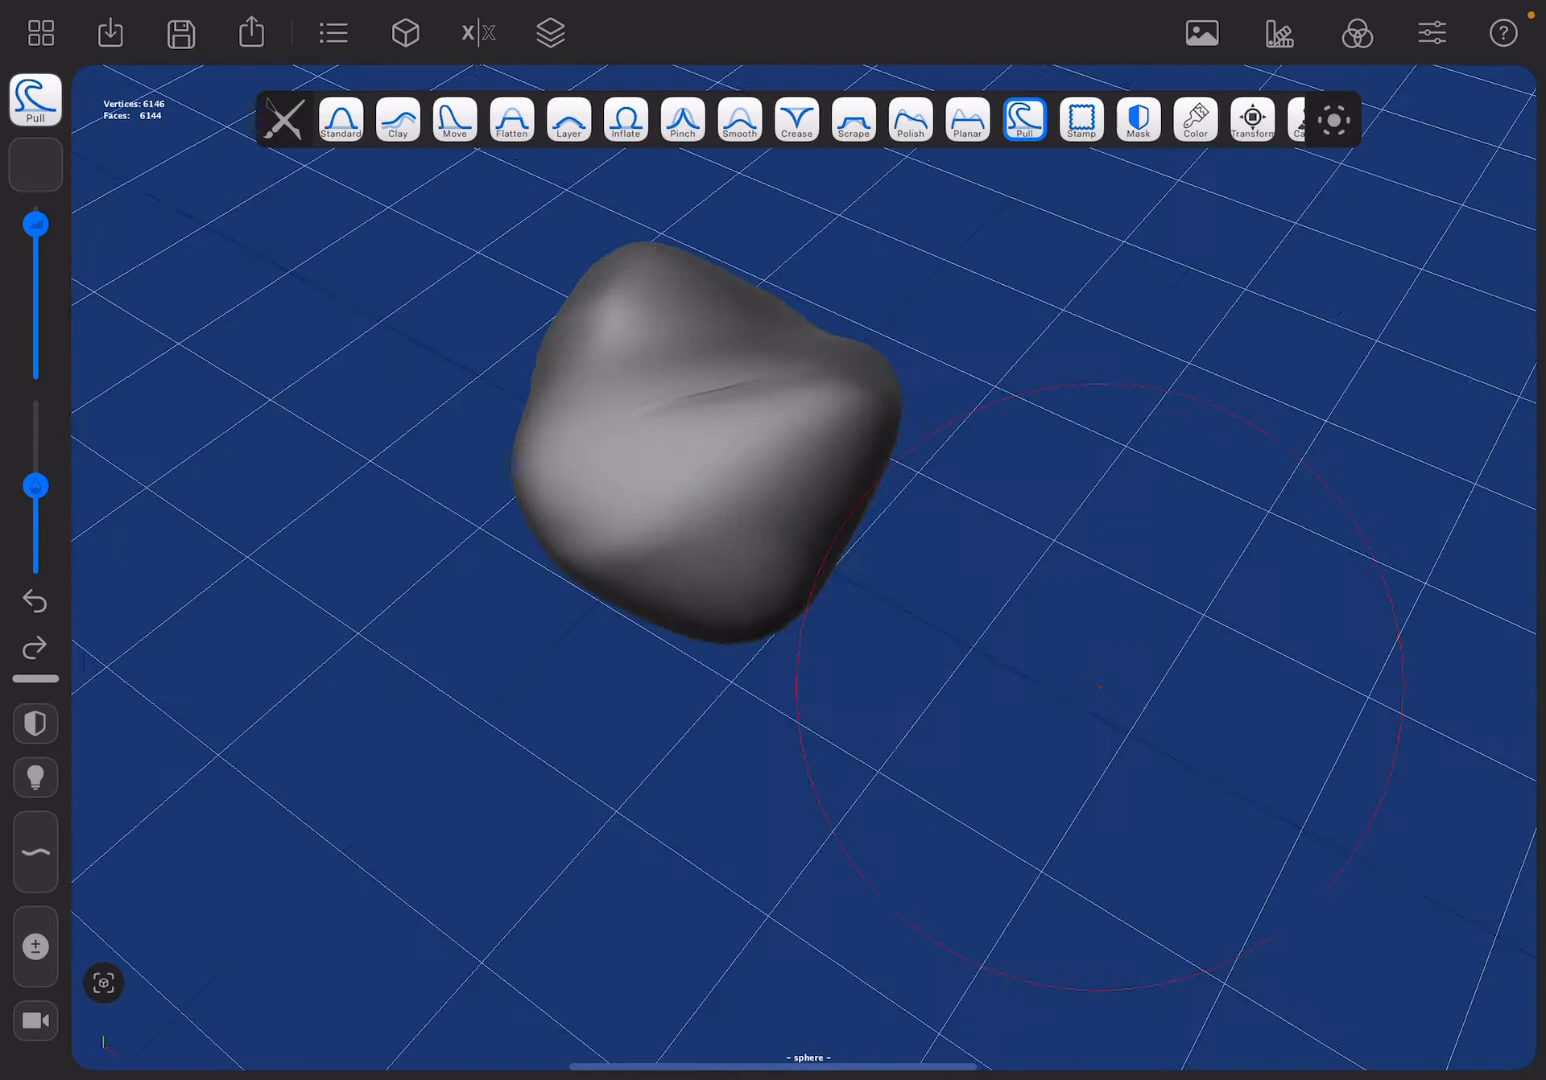 X|X
?
Pull
Vertices: 6146
Faces: 6144
Standard
Clay
Move
Flatten
Layer
Inflate
Pinch
Smooth
Crease
Scrape
Polish
Planar
Pull
Stamp
Mask
Color
Transform
– sphere –